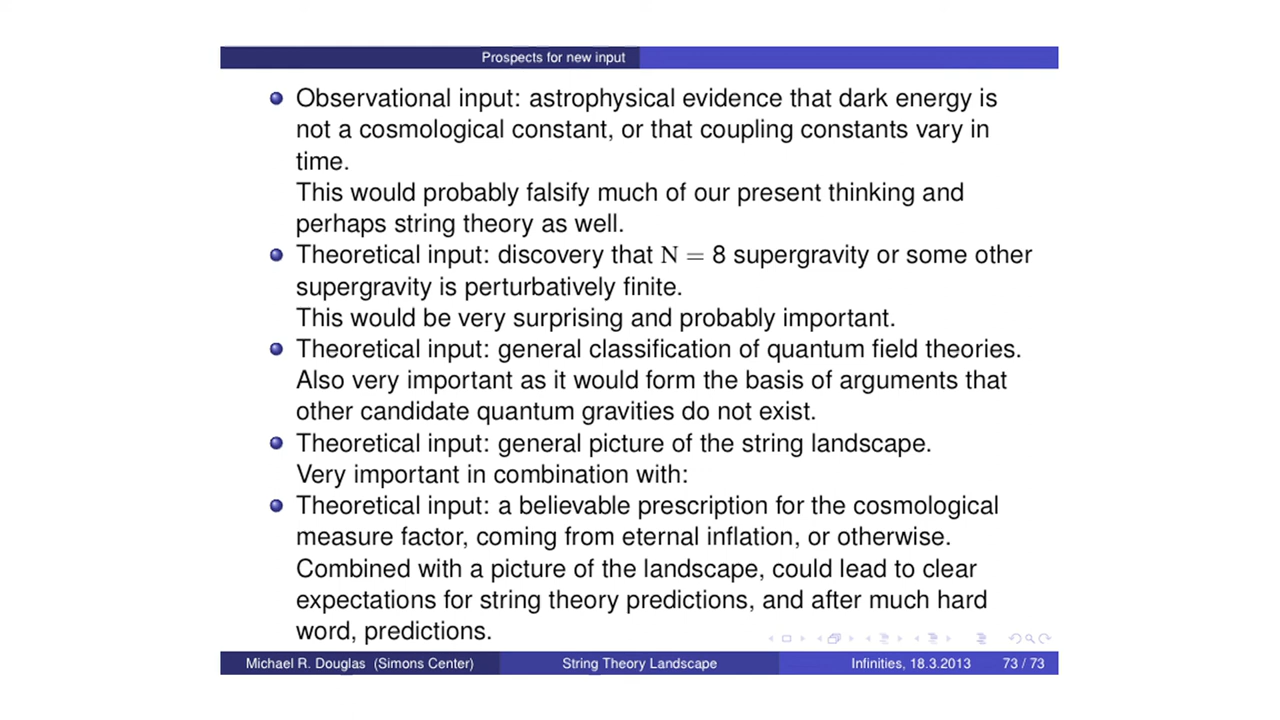 Prospects for new input
Observational input: astrophysical evidence that dark energy is
not a cosmological constant, or that coupling constants vary in
time.
This would probably falsify much of our present thinking and
perhaps string theory as well.
Theoretical input: discovery that N = 8 supergravity or some other
supergravity is perturbatively finite.
This would be very surprising and probably important.
Theoretical input: general classification of quantum field theories.
Also very important as it would form the basis of arguments that
other candidate quantum gravities do not exist.
Theoretical input: general picture of the string landscape.
Very important in combination with:
Theoretical input: a believable prescription for the cosmological
measure factor, coming from eternal inflation, or otherwise.
Combined with a picture of the landscape, could lead to clear
expectations for string theory predictions, and after much hard
word, predictions.
Michael R. Douglas (Simons Center) String Theory Landscape Infinities, 18.3.2013 73 / 73